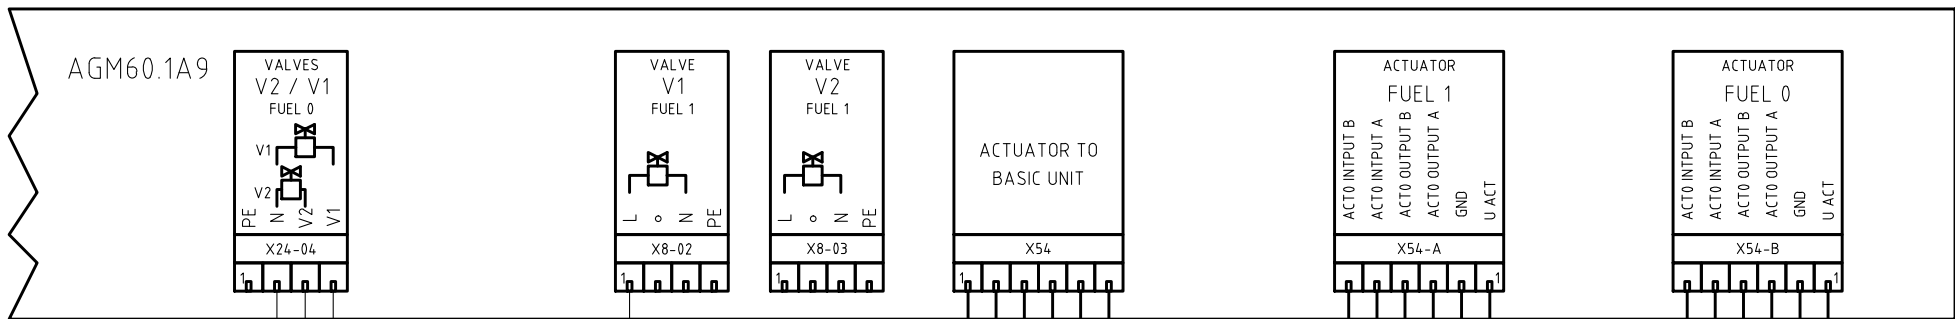 AGM60.1A9
VALVES
V2 / V1
FUEL 0
V1
V2
PE
N
V2
V1
X24-04
1
VALVE
V1
FUEL 1
L
N
PE
X8-02
1
VALVE
V2
FUEL 1
L
N
PE
X8-03
1
ACTUATOR TO
BASIC UNIT
X54
1
ACTUATOR
FUEL 1
ACT0 INTPUT B
ACT0 INTPUT A
ACT0 OUTPUT B
ACT0 OUTPUT A
GND
U ACT
X54-A
1
ACTUATOR
FUEL 0
ACT0 INTPUT B
ACT0 INTPUT A
ACT0 OUTPUT B
ACT0 OUTPUT A
GND
U ACT
X54-B
1